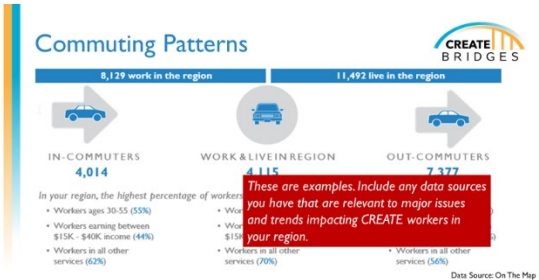 Commuting Patterns
CREATE
BRIDGES
8,129 work in the region
11,492 live in the region
IN-COMMUTERS
WORK & LIVE IN REGION
OUT-COMMUTERS
4,014
4,115
7,377
In your region, the highest percentage of workers
These are examples. Include any data sources
you have that are relevant to major issues
and trends impacting CREATE workers in
your region.
• Workers ages 30-55 (55%)
• Workers earning between
$15K - $40K income (44%)
• Workers in all other
services (62%)
• Workers in all other
services (70%)
• Workers in all other
services (56%)
Data Source: On The Map